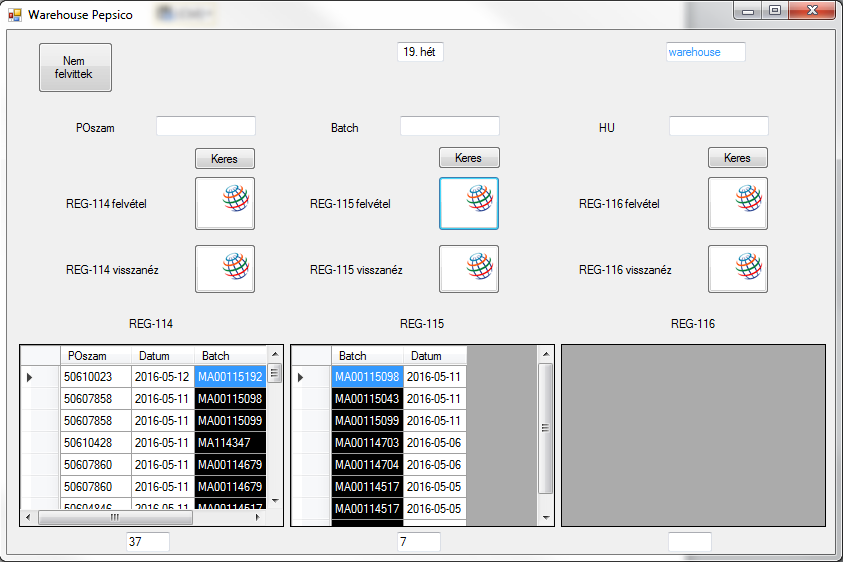 Warehouse Pepsico
Nem
felvittek
19. hét
warehouse
POszam
Batch
HU
Keres
Keres
Keres
REG-114 felvétel
REG-115 felvétel
REG-116 felvétel
REG-114 visszanéz
REG-115 visszanéz
REG-116 visszanéz
REG-114
REG-115
REG-116
POszam Datum Batch
50610023 2016-05-12 MA00115192
50607858 2016-05-11 MA00115098
50607858 2016-05-11 MA00115099
50610428 2016-05-11 MA114347
50607860 2016-05-11 MA00114679
50607860 2016-05-11 MA00114679
50604846 2016-05-11 MA00114517
Batch Datum
MA00115098 2016-05-11
MA00115043 2016-05-11
MA00115099 2016-05-11
MA00114703 2016-05-06
MA00114704 2016-05-06
MA00114517 2016-05-05
MA00114517 2016-05-05
37
7